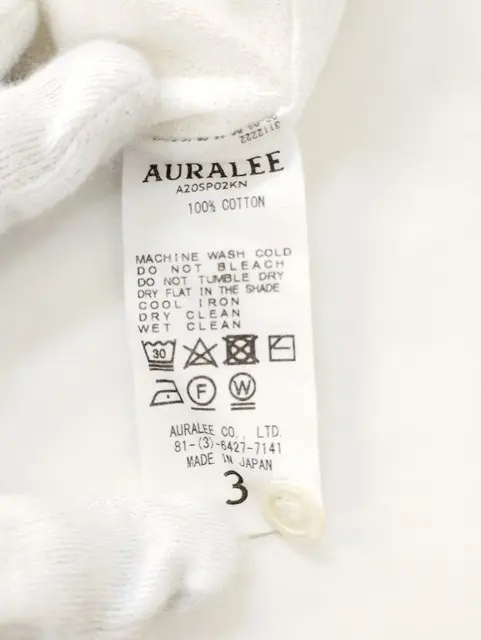 AURALEE
A20SP02KN
100% COTTON
MACHINE WASH COLD
DO NOT BLEACH
DO NOT TUMBLE DRY
DRY FLAT IN THE SHADE
COOL IRON
DRY CLEAN
WET CLEAN
30
F
W
AURALEE CO., LTD.
81-(3)-6427-7141
MADE IN JAPAN
3